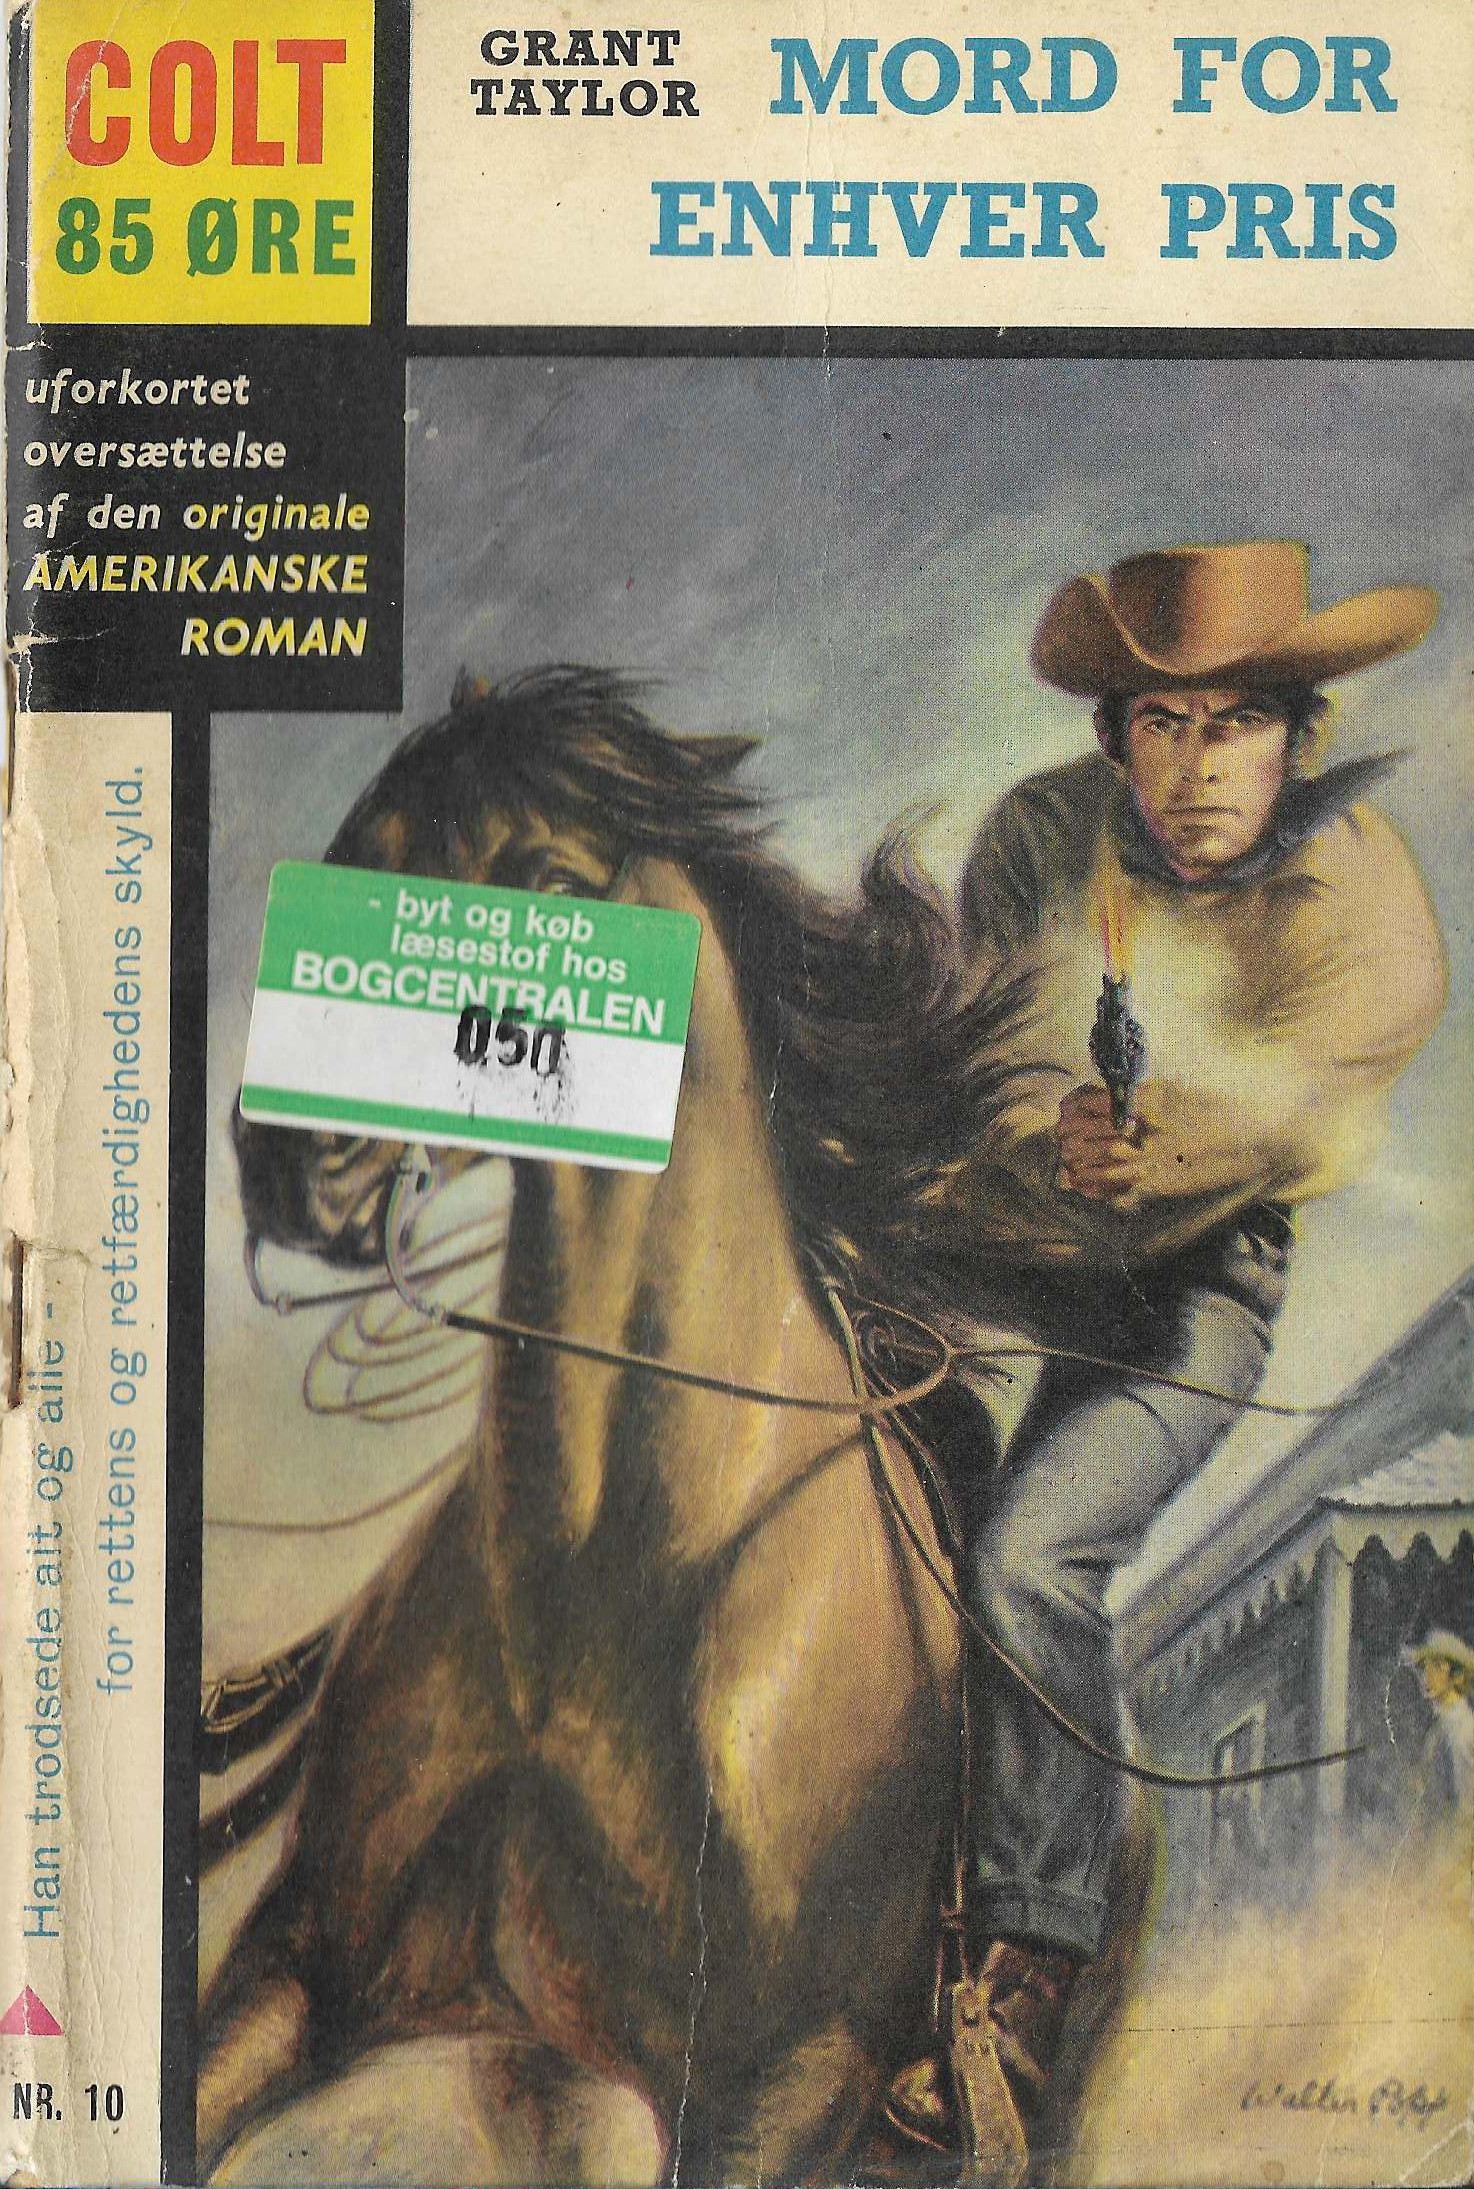 COLT
85 ØRE
GRANT
TAYLOR
MORD FOR
ENHVER PRIS
uforkortet
oversættelse
af den originale
AMERIKANSKE
ROMAN
Han trodsede alt og alle -
for rettens og retfærdighedens skyld.
- byt og køb
læsestof hos
BOGCENTRALEN
050
NR. 10
Walter